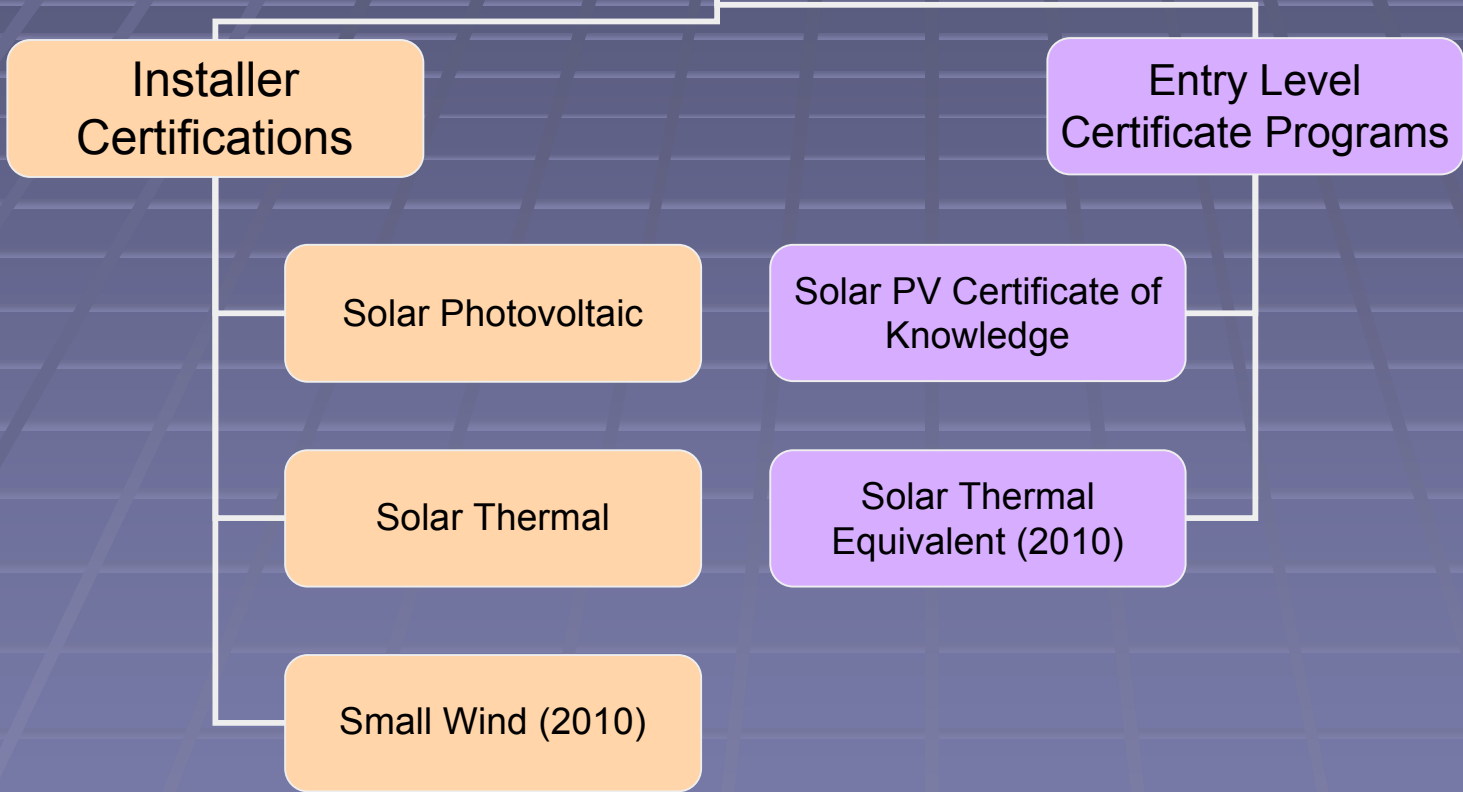 Installer
Certifications
Entry Level
Certificate Programs
Solar Photovoltaic
Solar PV Certificate of
Knowledge
Solar Thermal
Solar Thermal
Equivalent (2010)
Small Wind (2010)